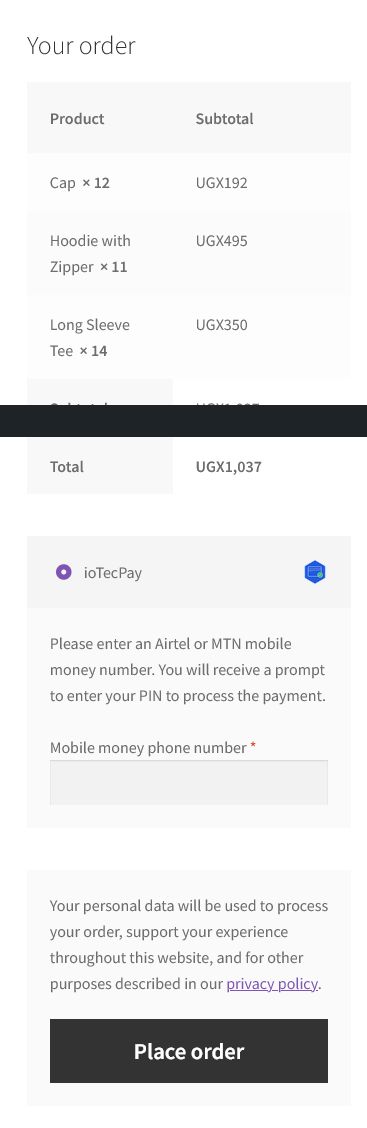 Your order
Product Subtotal
Cap × 12 UGX192
Hoodie with UGX495
Zipper × 11
Long Sleeve UGX350
Tee × 14
Total UGX1,037
ioTecPay
Please enter an Airtel or MTN mobile
money number. You will receive a prompt
to enter your PIN to process the payment.
Mobile money phone number *
Your personal data will be used to process
your order, support your experience
throughout this website, and for other
purposes described in our privacy policy.
Place order